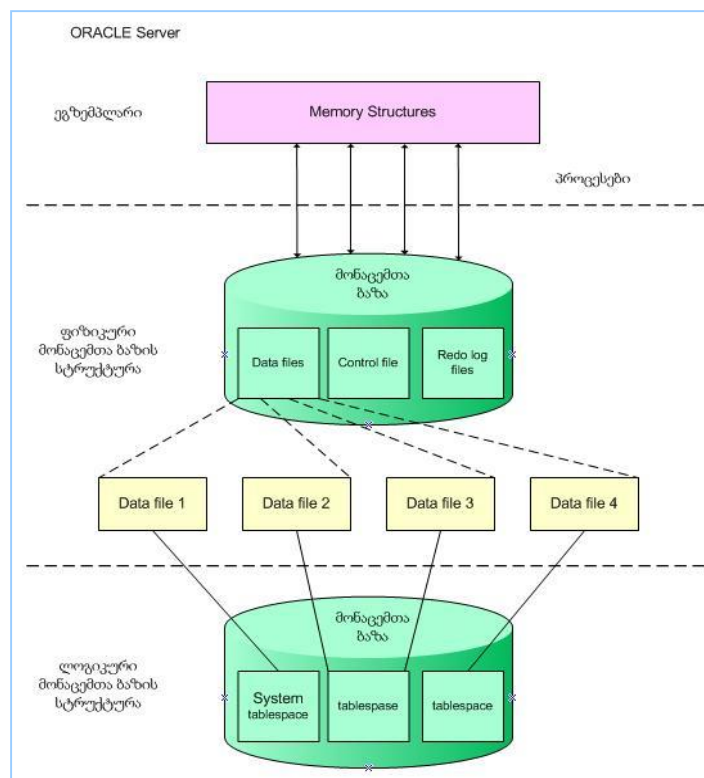 ORACLE Server
ეგზემპლარი
Memory Structures
პროცესები
მონაცემთა
ბაზა
ფიზიკური
მონაცემთა ბაზის
სტრუქტურა
Data files
Control file
Redo log
files
Data file 1
Data file 2
Data file 3
Data file 4
მონაცემთა
ბაზა
ლოგიკური
მონაცემთა ბაზის
სტრუქტურა
System
tablespace
tablespase
tablespace